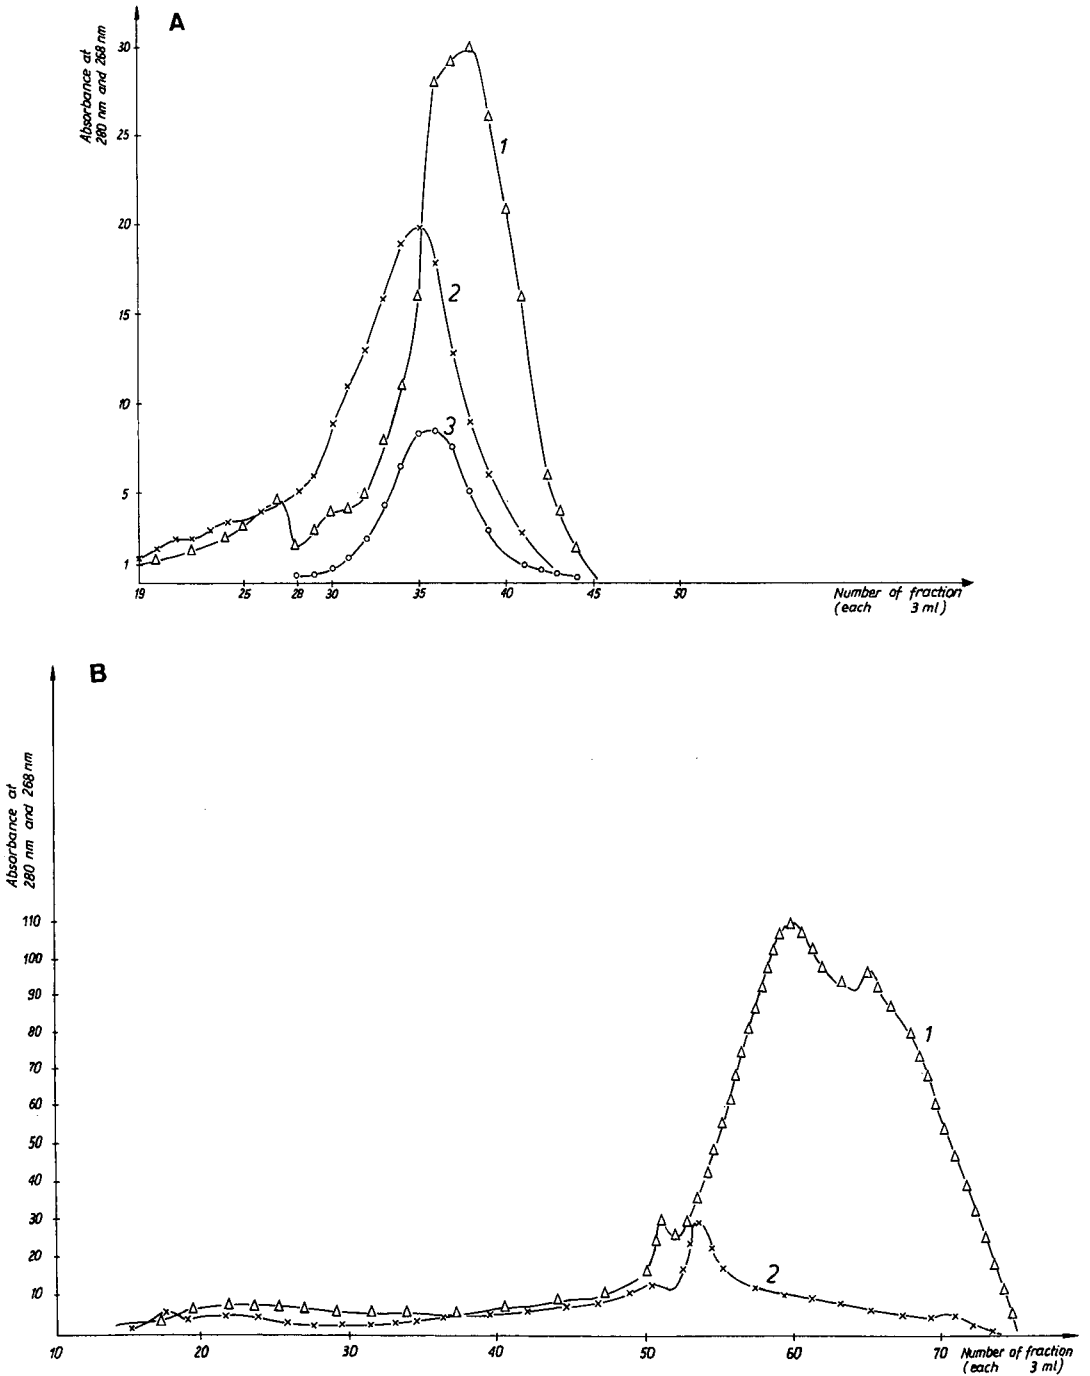 A
Absorbance at
280 nm and 268 nm
30
25
20
15
10
5
1
1
2
3
19 25 28 30 35 40 45 50
Number of fraction
(each 3 ml)
B
Absorbance at
280 nm and 268 nm
110
100
90
80
70
60
50
40
30
20
10
1
2
10 20 30 40 50 60 70
Number of fraction
(each 3 ml)